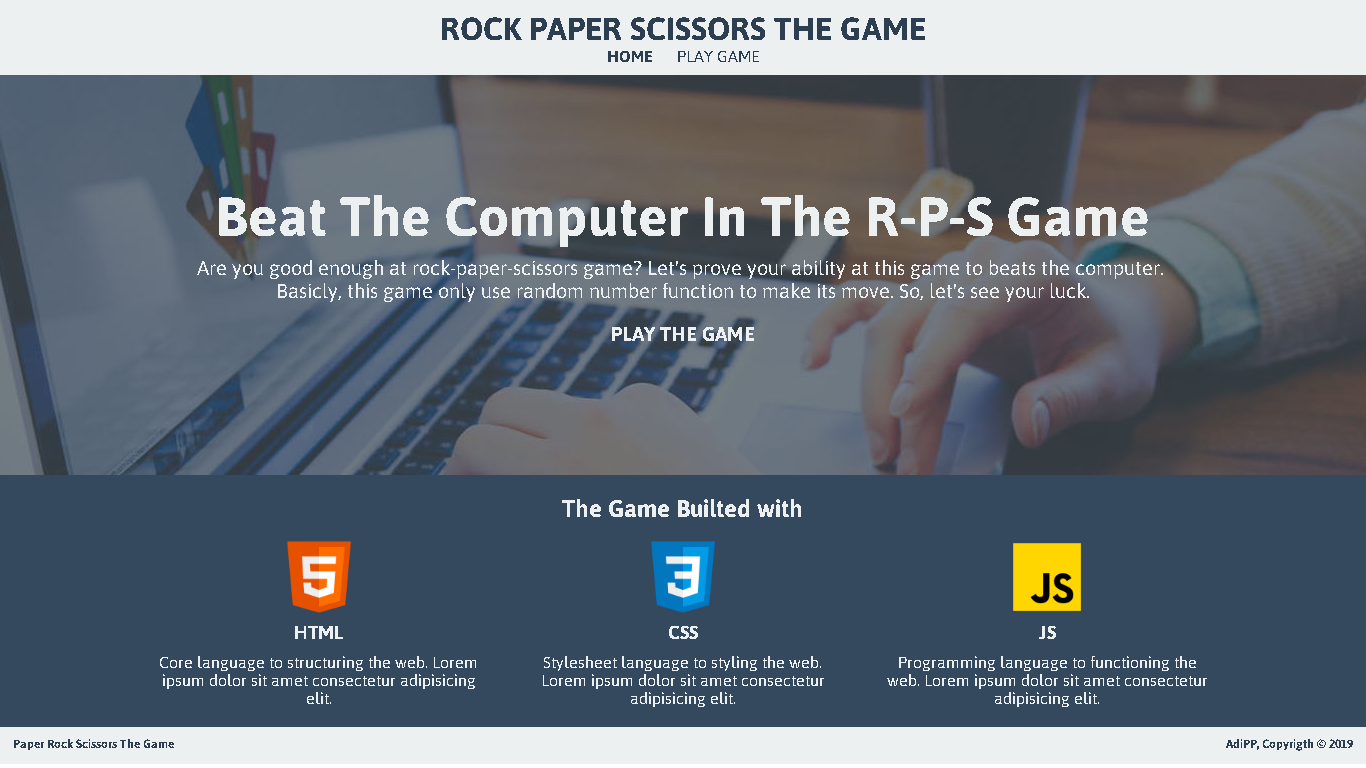 ROCK PAPER SCISSORS THE GAME
HOME PLAY GAME
Beat The Computer In The R-P-S Game
Are you good enough at rock-paper-scissors game? Let's prove your ability at this game to beats the computer.
Basicly, this game only use random number function to make its move. So, let's see your luck.
PLAY THE GAME
The Game Builted with
5
HTML
Core language to structuring the web. Lorem
ipsum dolor sit amet consectetur adipisicing
elit.
3
CSS
Stylesheet language to styling the web.
Lorem ipsum dolor sit amet consectetur
adipisicing elit.
JS
JS
Programming language to functioning the
web. Lorem ipsum dolor sit amet consectetur
adipisicing elit.
Paper Rock Scissors The Game
AdiPP, Copyrigth © 2019